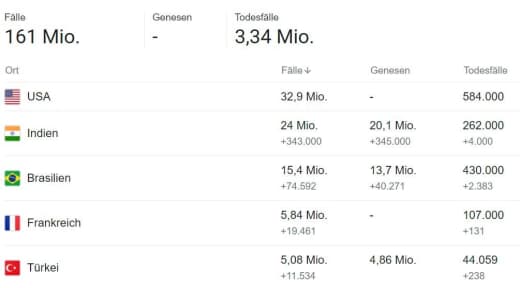 Fälle Genesen Todesfälle
161 Mio. - 3,34 Mio.
Ort Fälle↓ Genesen Todesfälle
USA 32,9 Mio. - 584.000
Indien 24 Mio. 20,1 Mio. 262.000
+343.000 +345.000 +4.000
Brasilien 15,4 Mio. 13,7 Mio. 430.000
+74.592 +40.271 +2.383
Frankreich 5,84 Mio. - 107.000
+19.461 +131
Türkei 5,08 Mio. 4,86 Mio. 44.059
+11.534 +238